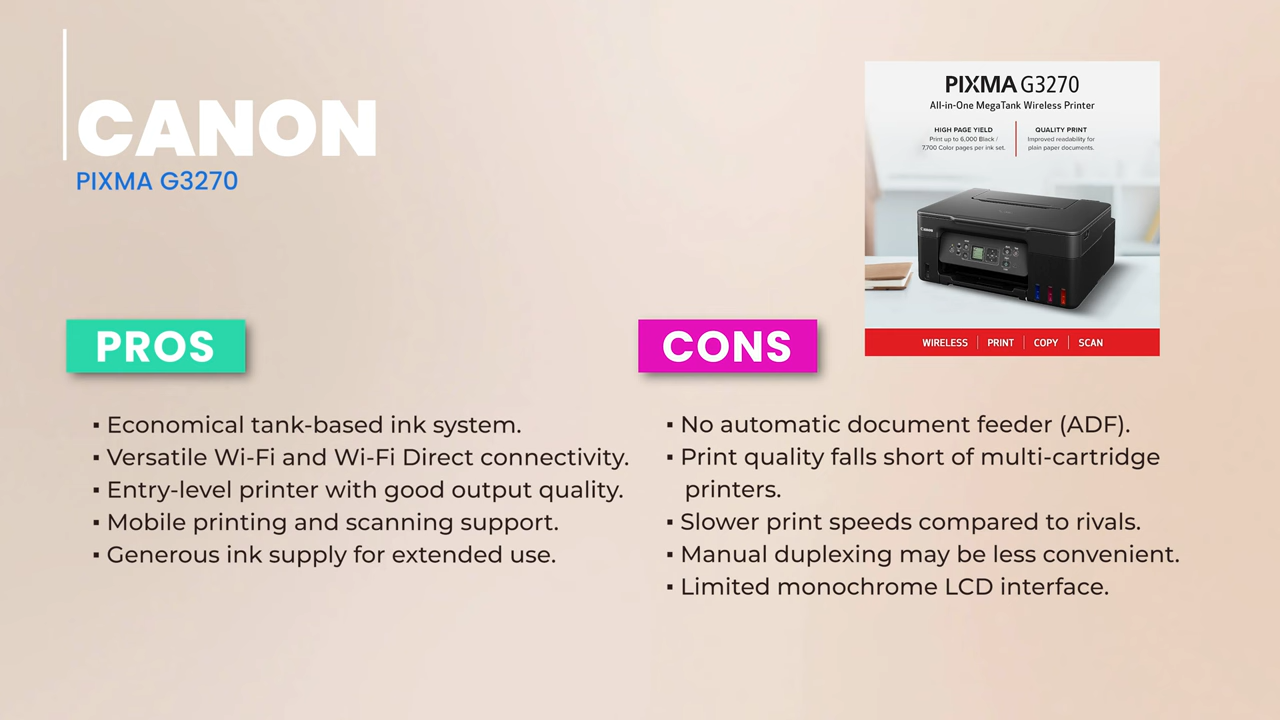 CANON
PIXMA G3270
PIXMA G3270
All-in-One MegaTank Wireless Printer
HIGH PAGE YIELD
Print up to 6,000 Black /
7,700 Color pages per ink set.
QUALITY PRINT
Improved readability for
plain paper documents.
Canon
WIRELESS | PRINT | COPY | SCAN
PROS
▪ Economical tank-based ink system.
▪ Versatile Wi-Fi and Wi-Fi Direct connectivity.
▪ Entry-level printer with good output quality.
▪ Mobile printing and scanning support.
▪ Generous ink supply for extended use.
CONS
▪ No automatic document feeder (ADF).
▪ Print quality falls short of multi-cartridge
printers.
▪ Slower print speeds compared to rivals.
▪ Manual duplexing may be less convenient.
▪ Limited monochrome LCD interface.